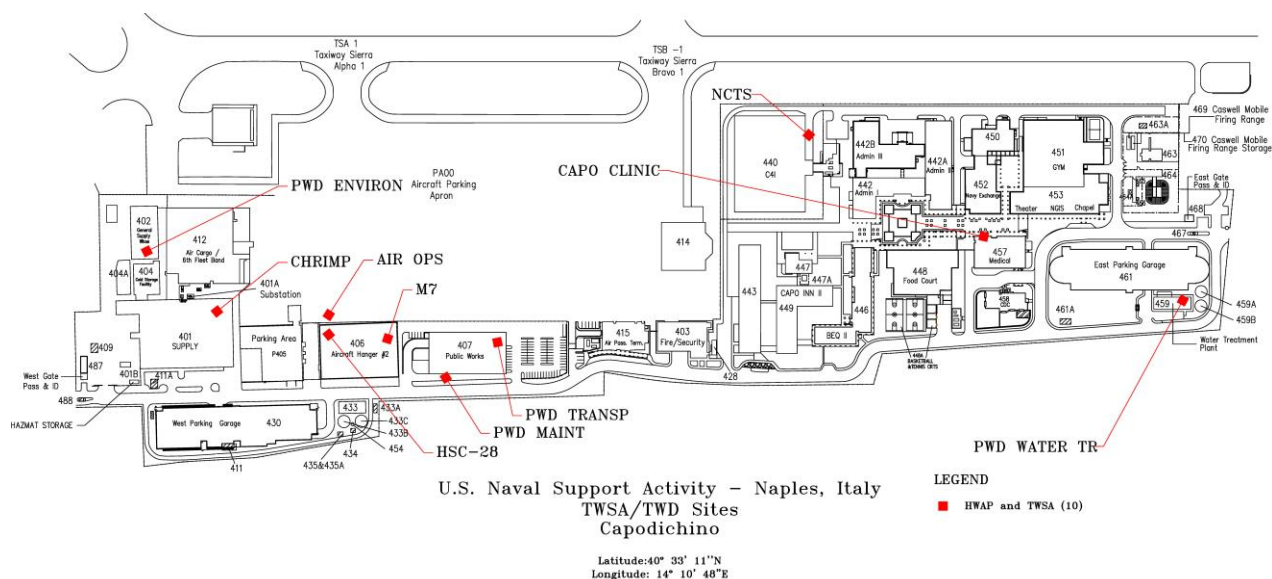 TSA 1
Taxiway Sierra
Alpha 1
TSB -1
Taxiway Sierra
Bravo 1
NCTS
CAPO CLINIC
PWD ENVIRON
PA00
Aircraft Parking
Apron
402
General
Supply
412
Air Cargo /
6th Fleet Band
404A
404
Cold Storage
Facility
CHRIMP
401A
Substation
AIR OPS
M7
401
SUPPLY
Parking Area
P405
406
Aircraft Hanger #2
407
Public Works
409
487
West Gate
Pass & ID
401B
411A
488
HAZMAT STORAGE
West Parking Garage
430
411
433
433A
433C
433B
454
434
435&435A
HSC-28
PWD MAINT
PWD TRANSP
415
Air Pass. Term.
403
Fire/Security
428
414
440
C4I
442B
Admin III
442A
Admin II
442
Admin I
450
452
Navy Exchange
451
GYM
453
Theater NGIS Chapel
463A
463
464
469 Caswell Mobile
Firing Range
470 Caswell Mobile
Firing Range Storage
East Gate
Pass & ID
468
467
457
Medical
443
447
447A
CAPO INN II
449
446
BEQ II
448
Food Court
448A
BASKETBALL
&TENNIS CRTS
458
CDC
East Parking Garage
461
461A
459
459A
459B
Water Treatment
Plant
PWD WATER TR
LEGEND
HWAP and TWSA (10)
U.S. Naval Support Activity – Naples, Italy
TWSA/TWD Sites
Capodichino
Latitude:40° 33' 11"N
Longitude: 14° 10' 48"E